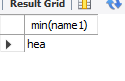 Result Grid
min(name1)
hea